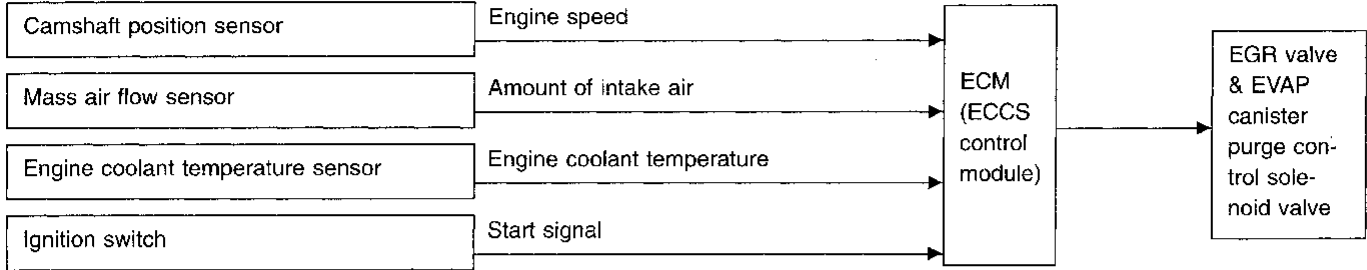 Camshaft position sensor
Engine speed
Mass air flow sensor
Amount of intake air
Engine coolant temperature sensor
Engine coolant temperature
Ignition switch
Start signal
ECM
(ECCS
control
module)
EGR valve
& EVAP
canister
purge con-
trol sole-
noid valve